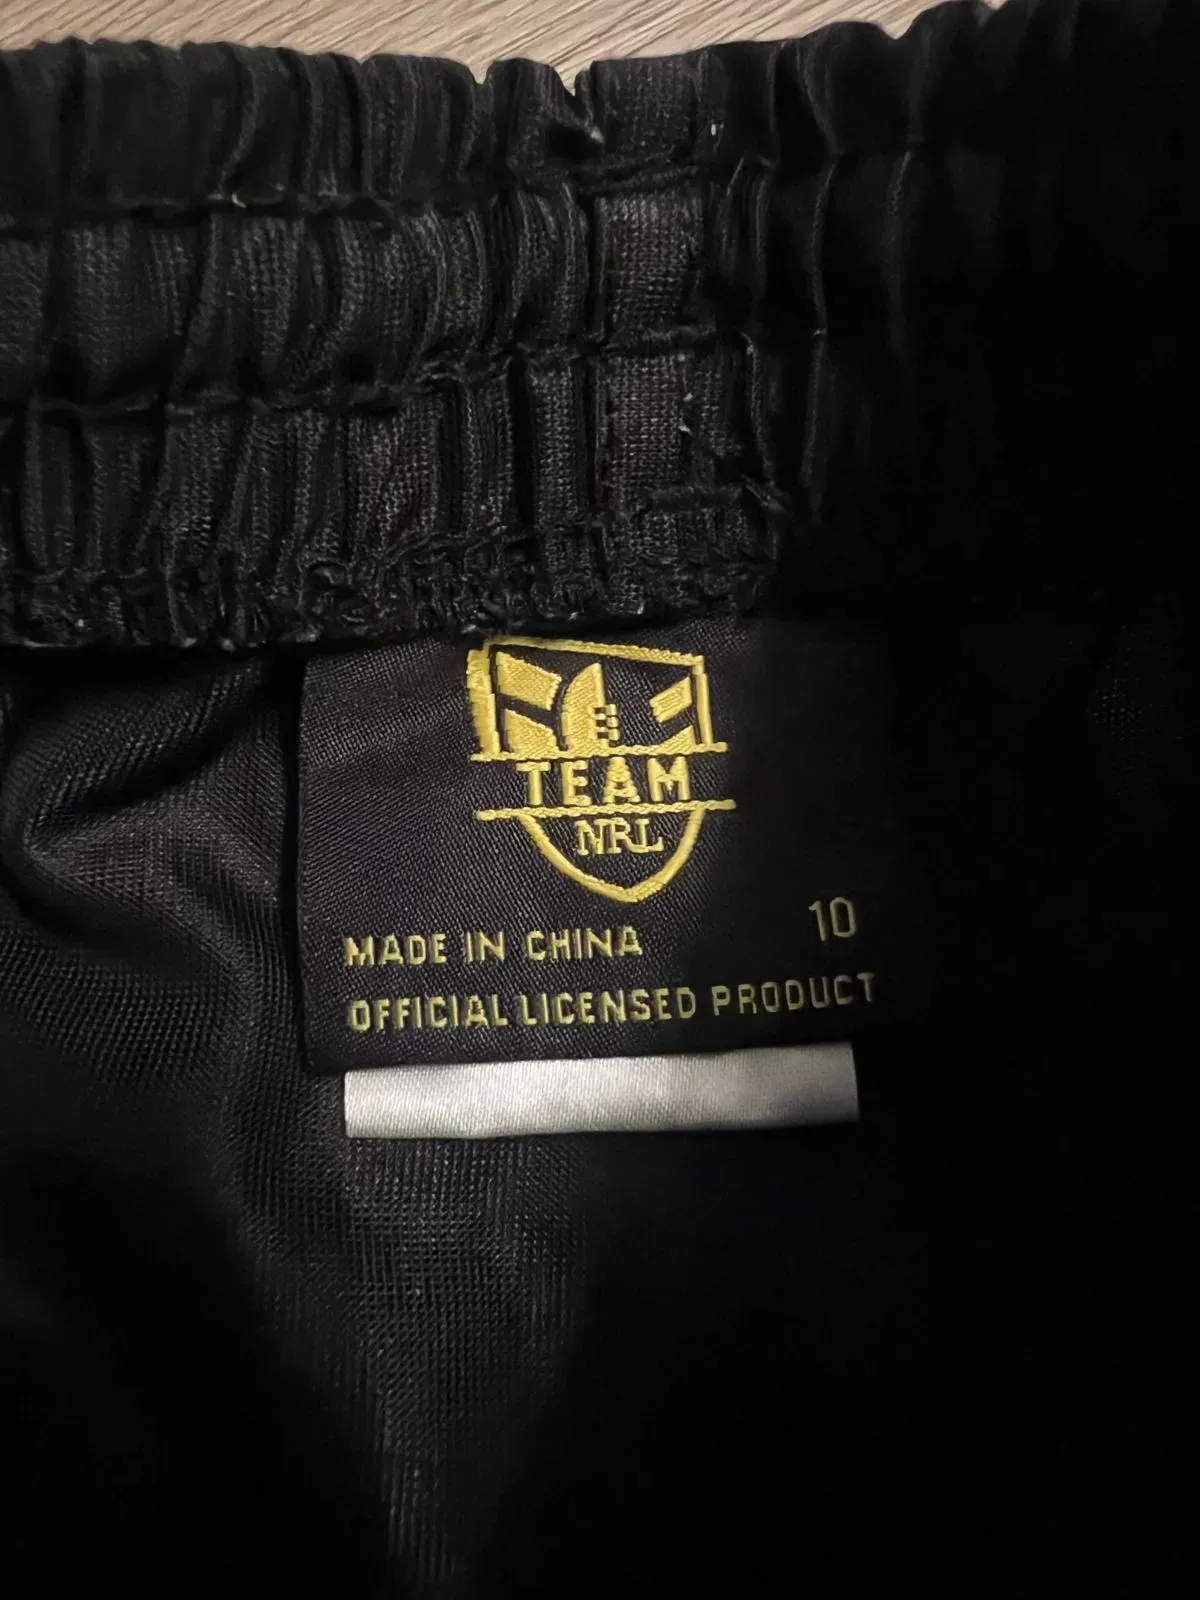 TEAM
NRL
10
MADE IN CHINA
OFFICIAL LICENSED PRODUCT